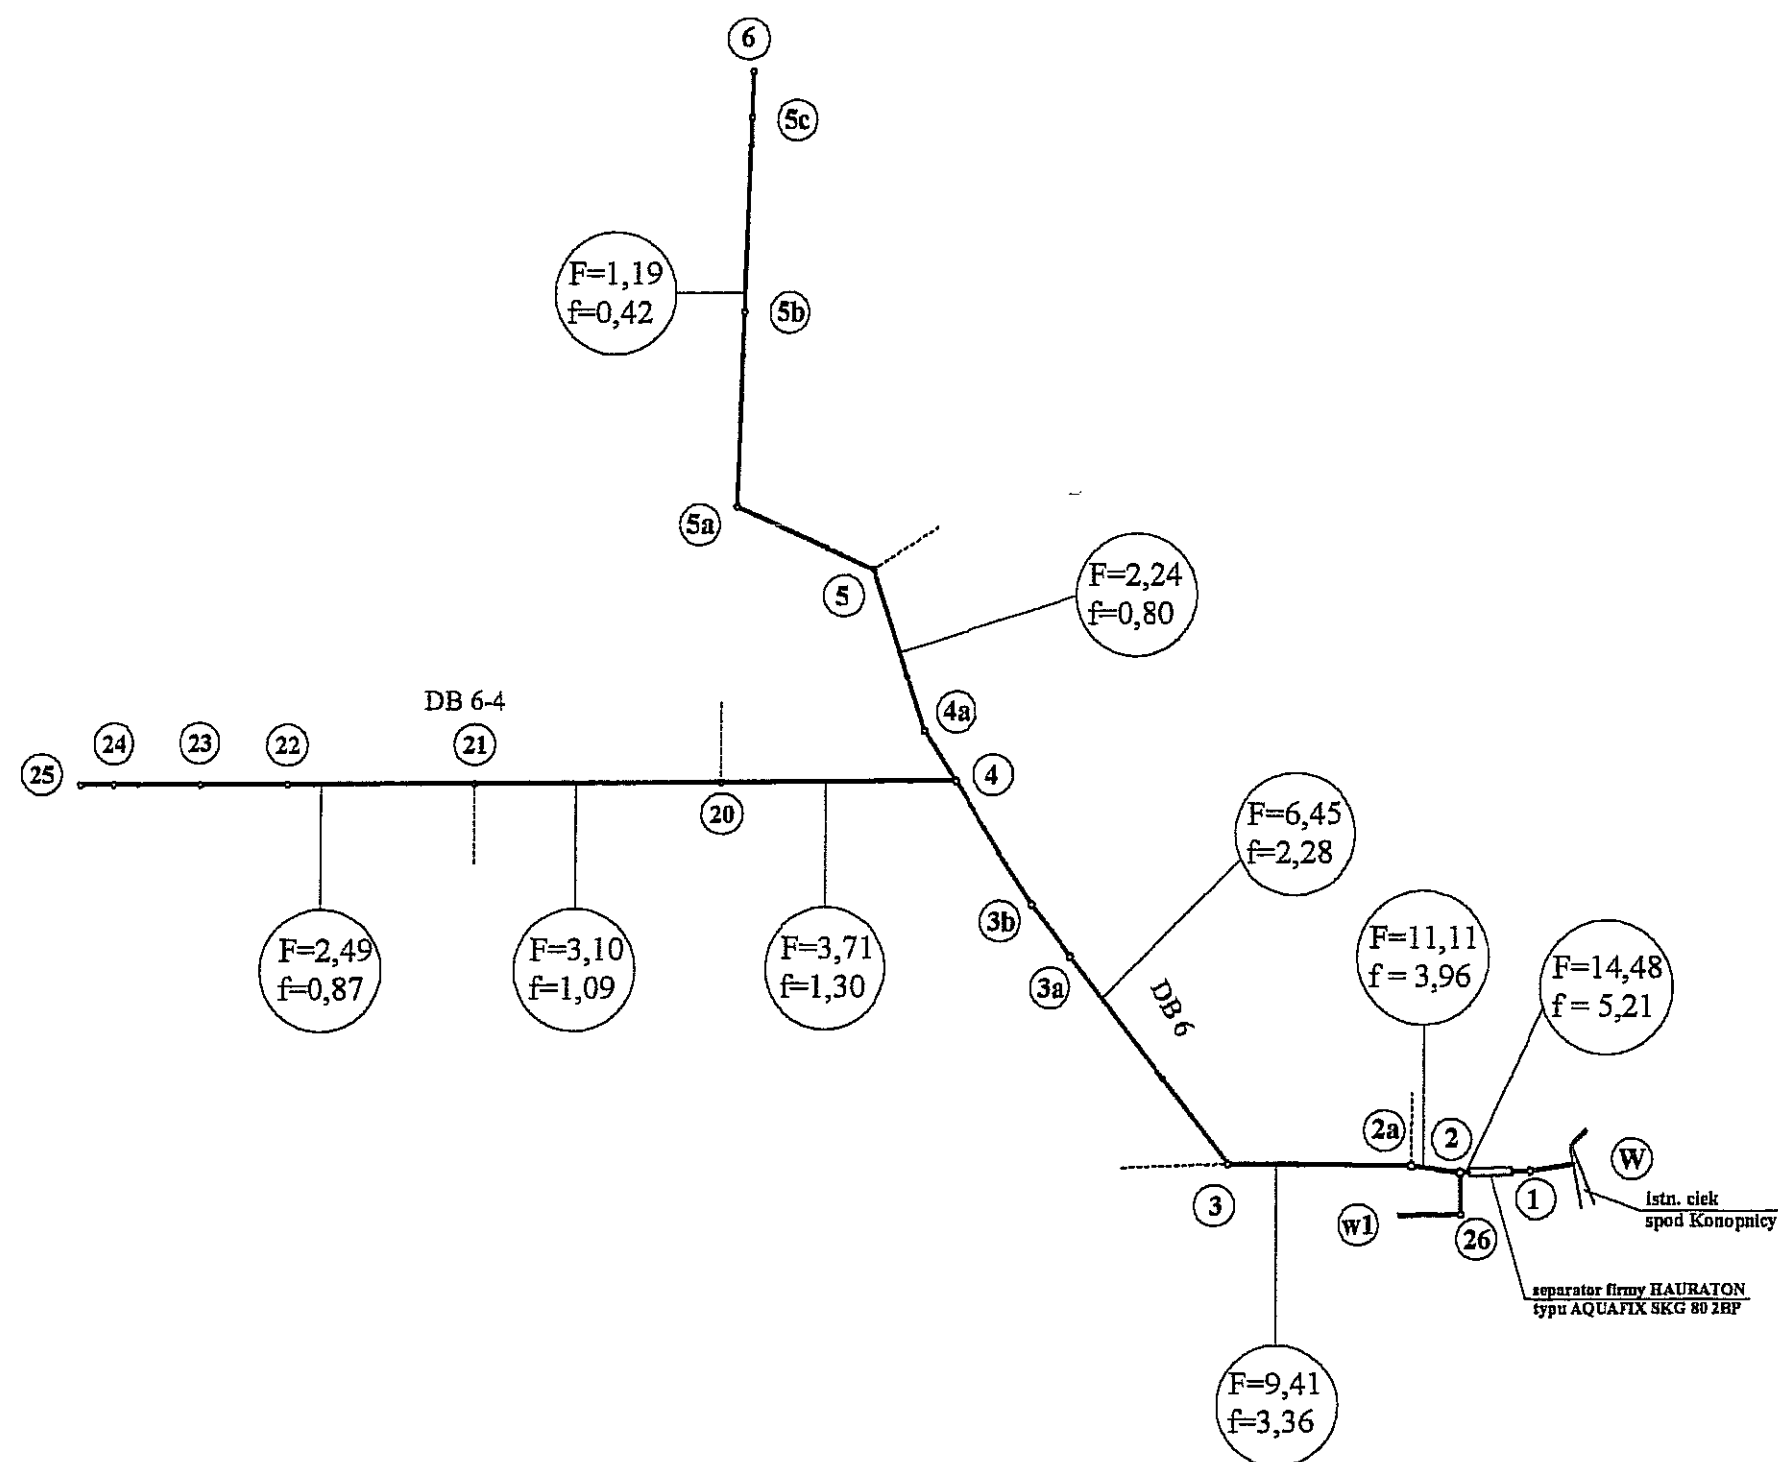 6
5c
F=1,19
f=0,42
5b
5a
5
F=2,24
f=0,80
DB 6-4
4a
25
24
23
22
21
20
4
F=6,45
f=2,28
3b
3a
DB 6
F=2,49
f=0,87
F=3,10
f=1,09
F=3,71
f=1,30
F=11,11
f = 3,96
F=14,48
f = 5,21
2a
2
W
3
w1
26
1
istn. ciek
spod Konopnicy
separator firmy HAURATON
typu AQUAFIX SKG 80 2BP
F=9,41
f=3,36